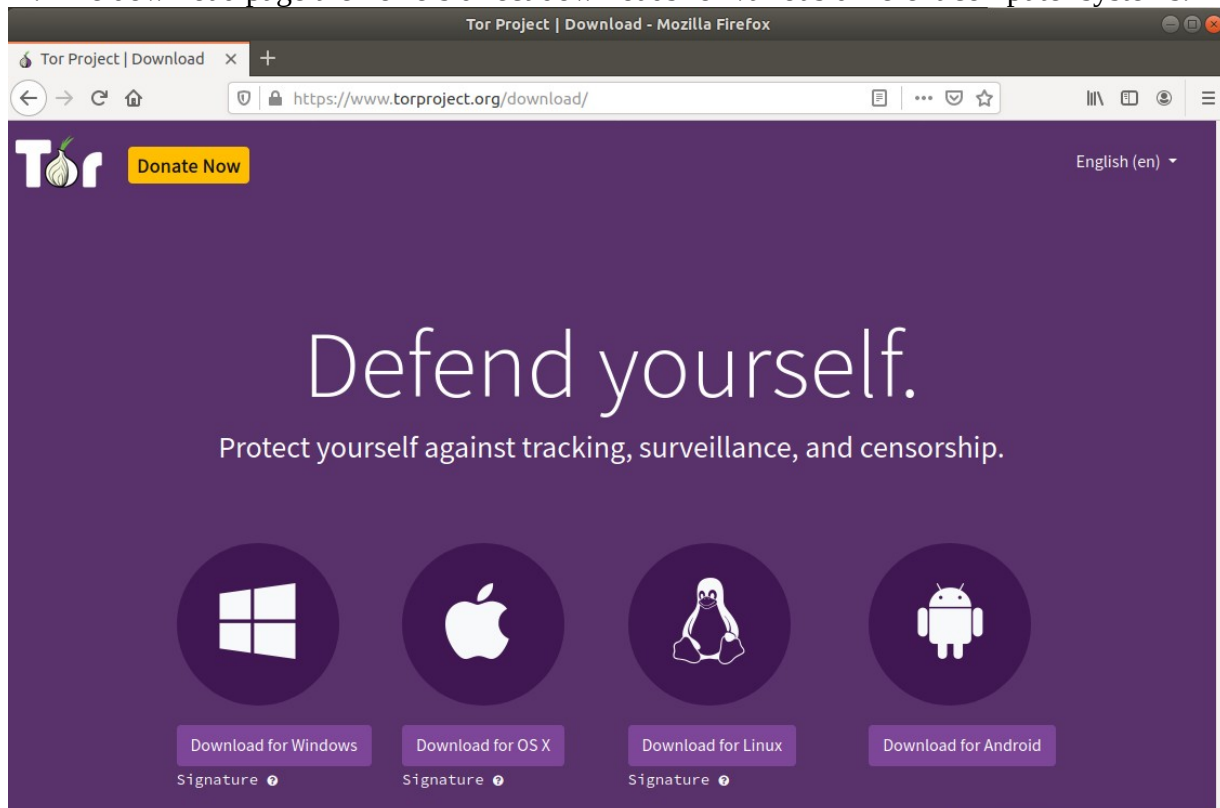 Tor Project | Download - Mozilla Firefox
Tor Project | Download
https://www.torproject.org/download/
Tor Donate Now English (en)
Defend yourself.
Protect yourself against tracking, surveillance, and censorship.
Download for Windows Download for OS X Download for Linux Download for Android
Signature Signature Signature